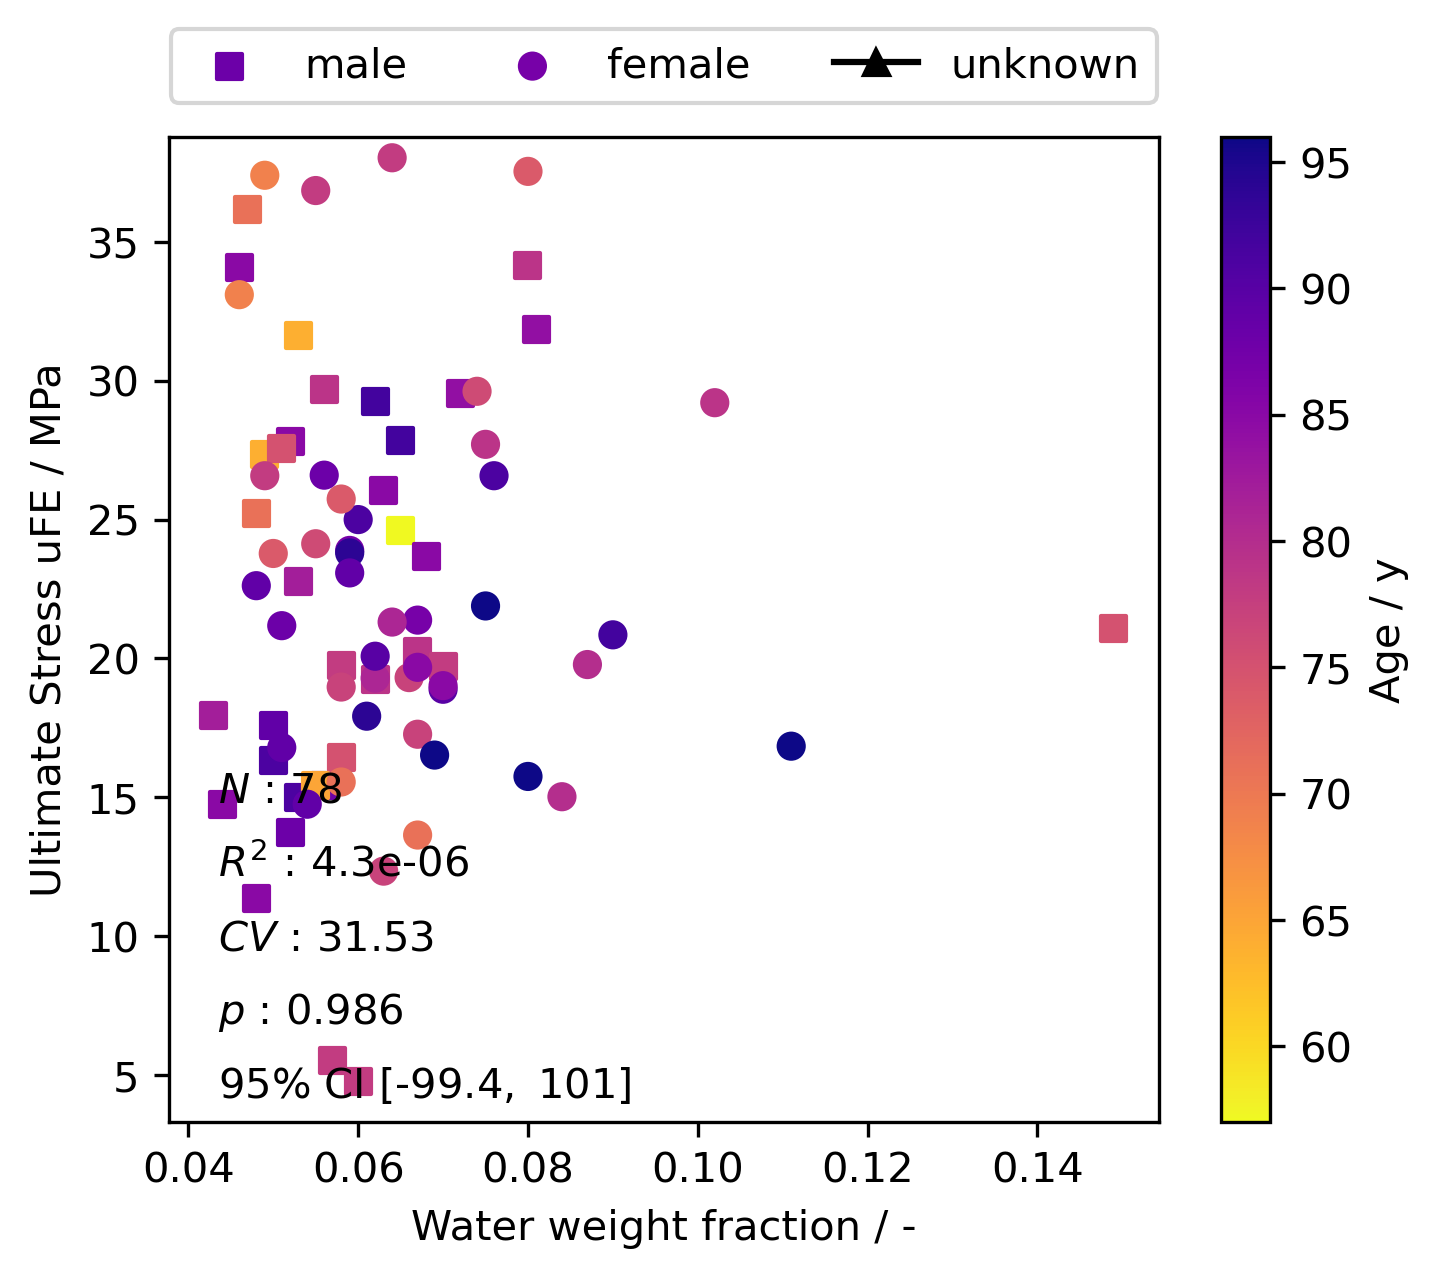 male female unknown
35
30
25
20
15
10
5
Ultimate Stress uFE / MPa
N : 78
R² : 4.3e-06
CV : 31.53
p : 0.986
95% CI [-99.4, 101]
0.04 0.06 0.08 0.10 0.12 0.14
Water weight fraction / -
95
90
85
80
75
70
65
60
Age / y